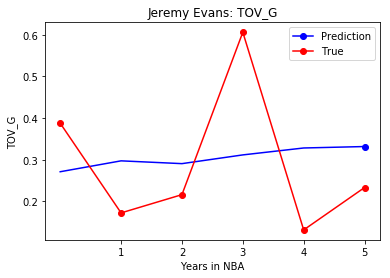 Jeremy Evans: TOV_G
Prediction
True
TOV_G
0.6
0.5
0.4
0.3
0.2
1 2 3 4 5
Years in NBA